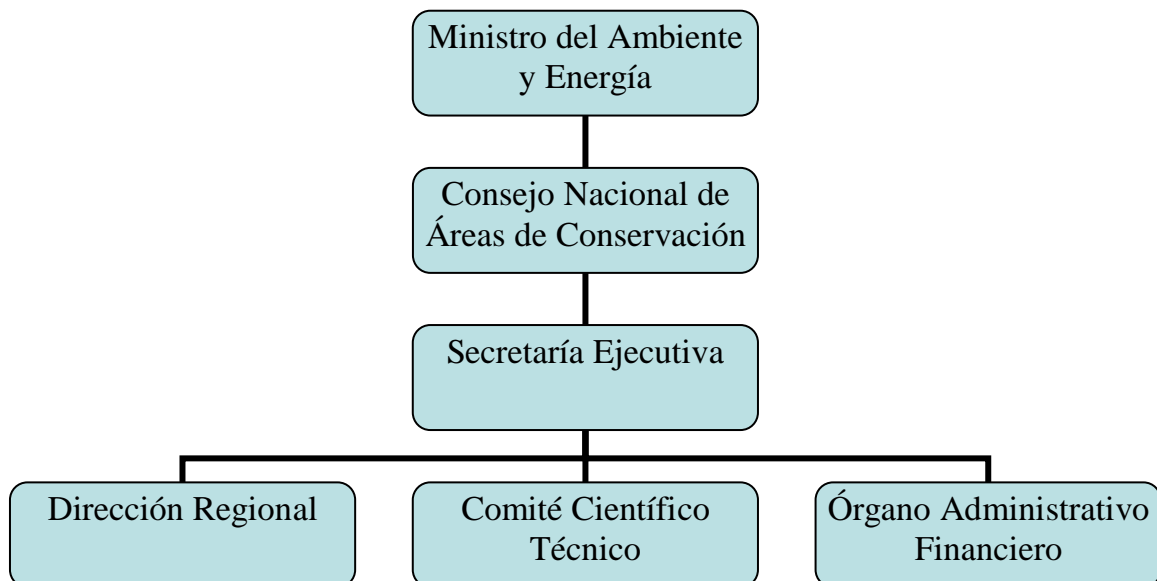 Ministro del Ambiente
y Energía
Consejo Nacional de
Áreas de Conservación
Secretaría Ejecutiva
Dirección Regional
Comité Científico
Técnico
Órgano Administrativo
Financiero